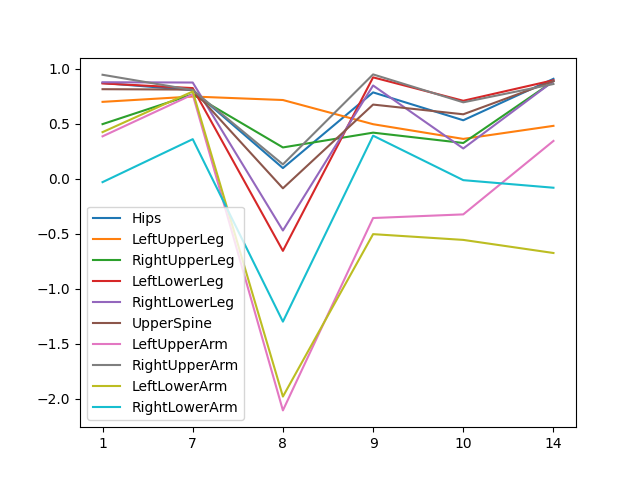 1.0
0.5
0.0
−0.5
−1.0
−1.5
−2.0
Hips
LeftUpperLeg
RightUpperLeg
LeftLowerLeg
RightLowerLeg
UpperSpine
LeftUpperArm
RightUpperArm
LeftLowerArm
RightLowerArm
1 7 8 9 10 14